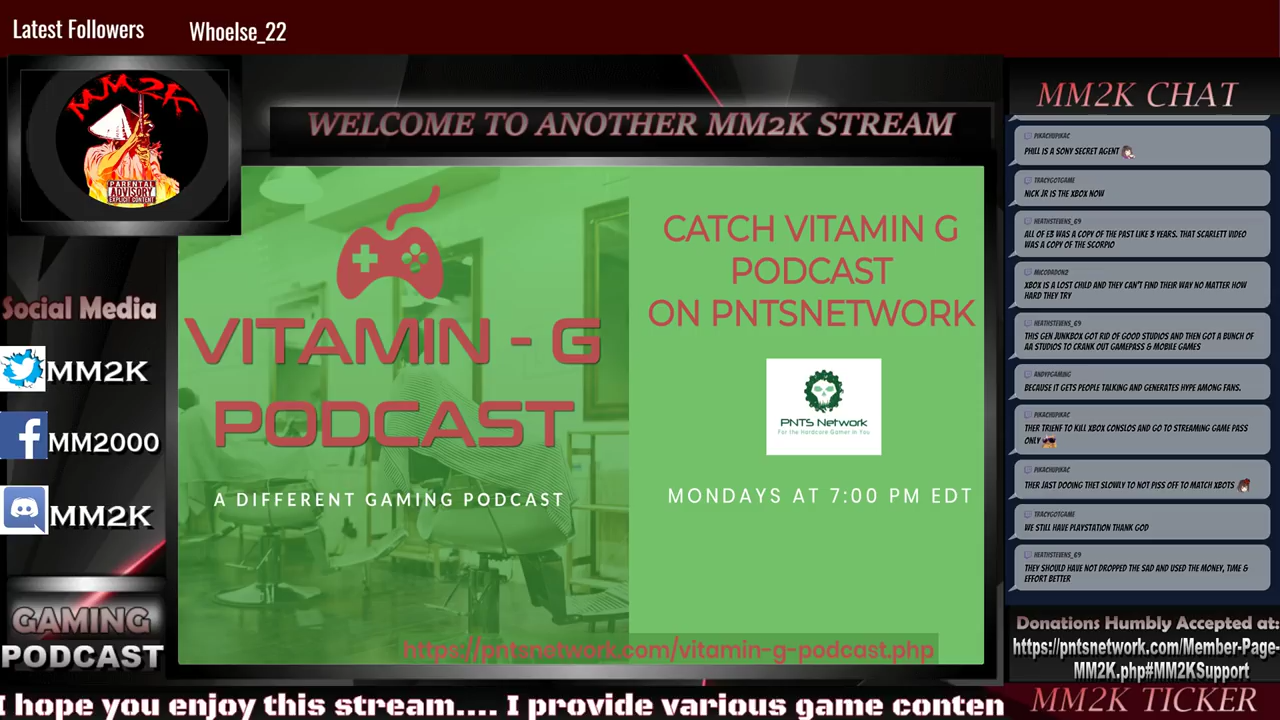 Latest Followers
Whoelse_22
MM2K
PARENTAL
ADVISORY
EXPLICIT CONTENT
WELCOME TO ANOTHER MM2K STREAM
Social Media
MM2K
MM2000
MM2K
GAMING
PODCAST
VITAMIN - G
PODCAST
A DIFFERENT GAMING PODCAST
CATCH VITAMIN G
PODCAST
ON PNTSNETWORK
PNTS Network
For the Hardcore Gamer in You
MONDAYS AT 7:00 PM EDT
https://pntsnetwork.com/vitamin-g-podcast.php
MM2K CHAT
PIKACHUPIKAC
PHILL IS A SONY SECRET AGENT
TRACYGOTGAME
NICK JR IS THE XBOX NOW
HEATHSTEVENS_69
ALL OF E3 WAS A COPY OF THE PAST LIKE 3 YEARS. THAT SCARLETT VIDEO
WAS A COPY OF THE SCORPIO
MICODADON2
XBOX IS A LOST CHILD AND THEY CAN'T FIND THEIR WAY NO MATTER HOW
HARD THEY TRY
HEATHSTEVENS_69
THIS GEN JUNKBOX GOT RID OF GOOD STUDIOS AND THEN GOT A BUNCH OF
AA STUDIOS TO CRANK OUT GAMEPASS & MOBILE GAMES
ANDYPGAMING
BECAUSE IT GETS PEOPLE TALKING AND GENERATES HYPE AMONG FANS.
PIKACHUPIKAC
THER TRIENF TO KILL XBOX CONSLOS AND GO TO STREAMING GAME PASS
ONLY
PIKACHUPIKAC
THER JAST DOOING THET SLOWLY TO NOT PISS OFF TO MATCH XBOTS
TRACYGOTGAME
WE STILL HAVE PLAYSTATION THANK GOD
HEATHSTEVENS_69
THEY SHOULD HAVE NOT DROPPED THE SAD AND USED THE MONEY, TIME &
EFFORT BETTER
Donations Humbly Accepted at:
https://pntsnetwork.com/Member-Page-
MM2K.php#MM2KSupport
MM2K TICKER
I hope you enjoy this stream.... I provide various game conten